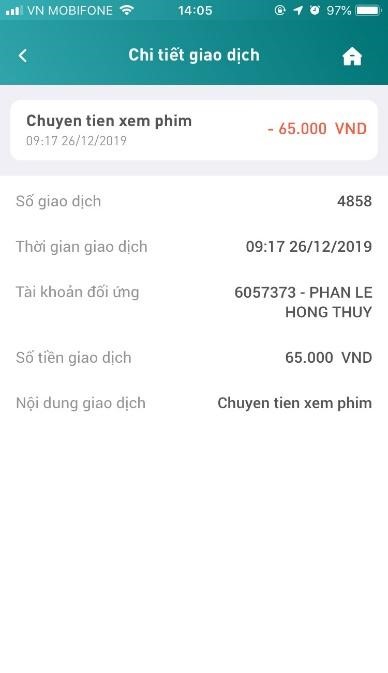 VN MOBIFONE 14:05 97%
Chi tiết giao dịch
Chuyen tien xem phim - 65.000 VND
09:17 26/12/2019
Số giao dịch 4858
Thời gian giao dịch 09:17 26/12/2019
Tài khoản đối ứng 6057373 - PHAN LE
HONG THUY
Số tiền giao dịch 65.000 VND
Nội dung giao dịch Chuyen tien xem phim